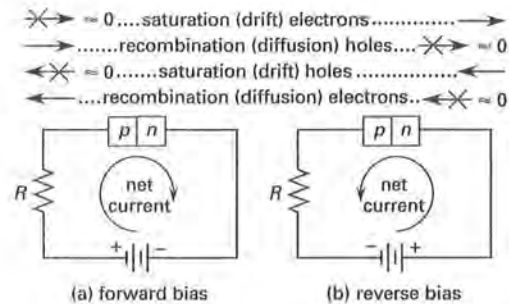 ≈ 0....saturation (drift) electrons.............
.......recombination (diffusion) holes.... ≈ 0
≈ 0.....saturation (drift) holes ............
....recombination (diffusion) electrons.. ≈ 0
p n
p n
R
net
current
R
net
current
+ −
− +
(a) forward bias
(b) reverse bias